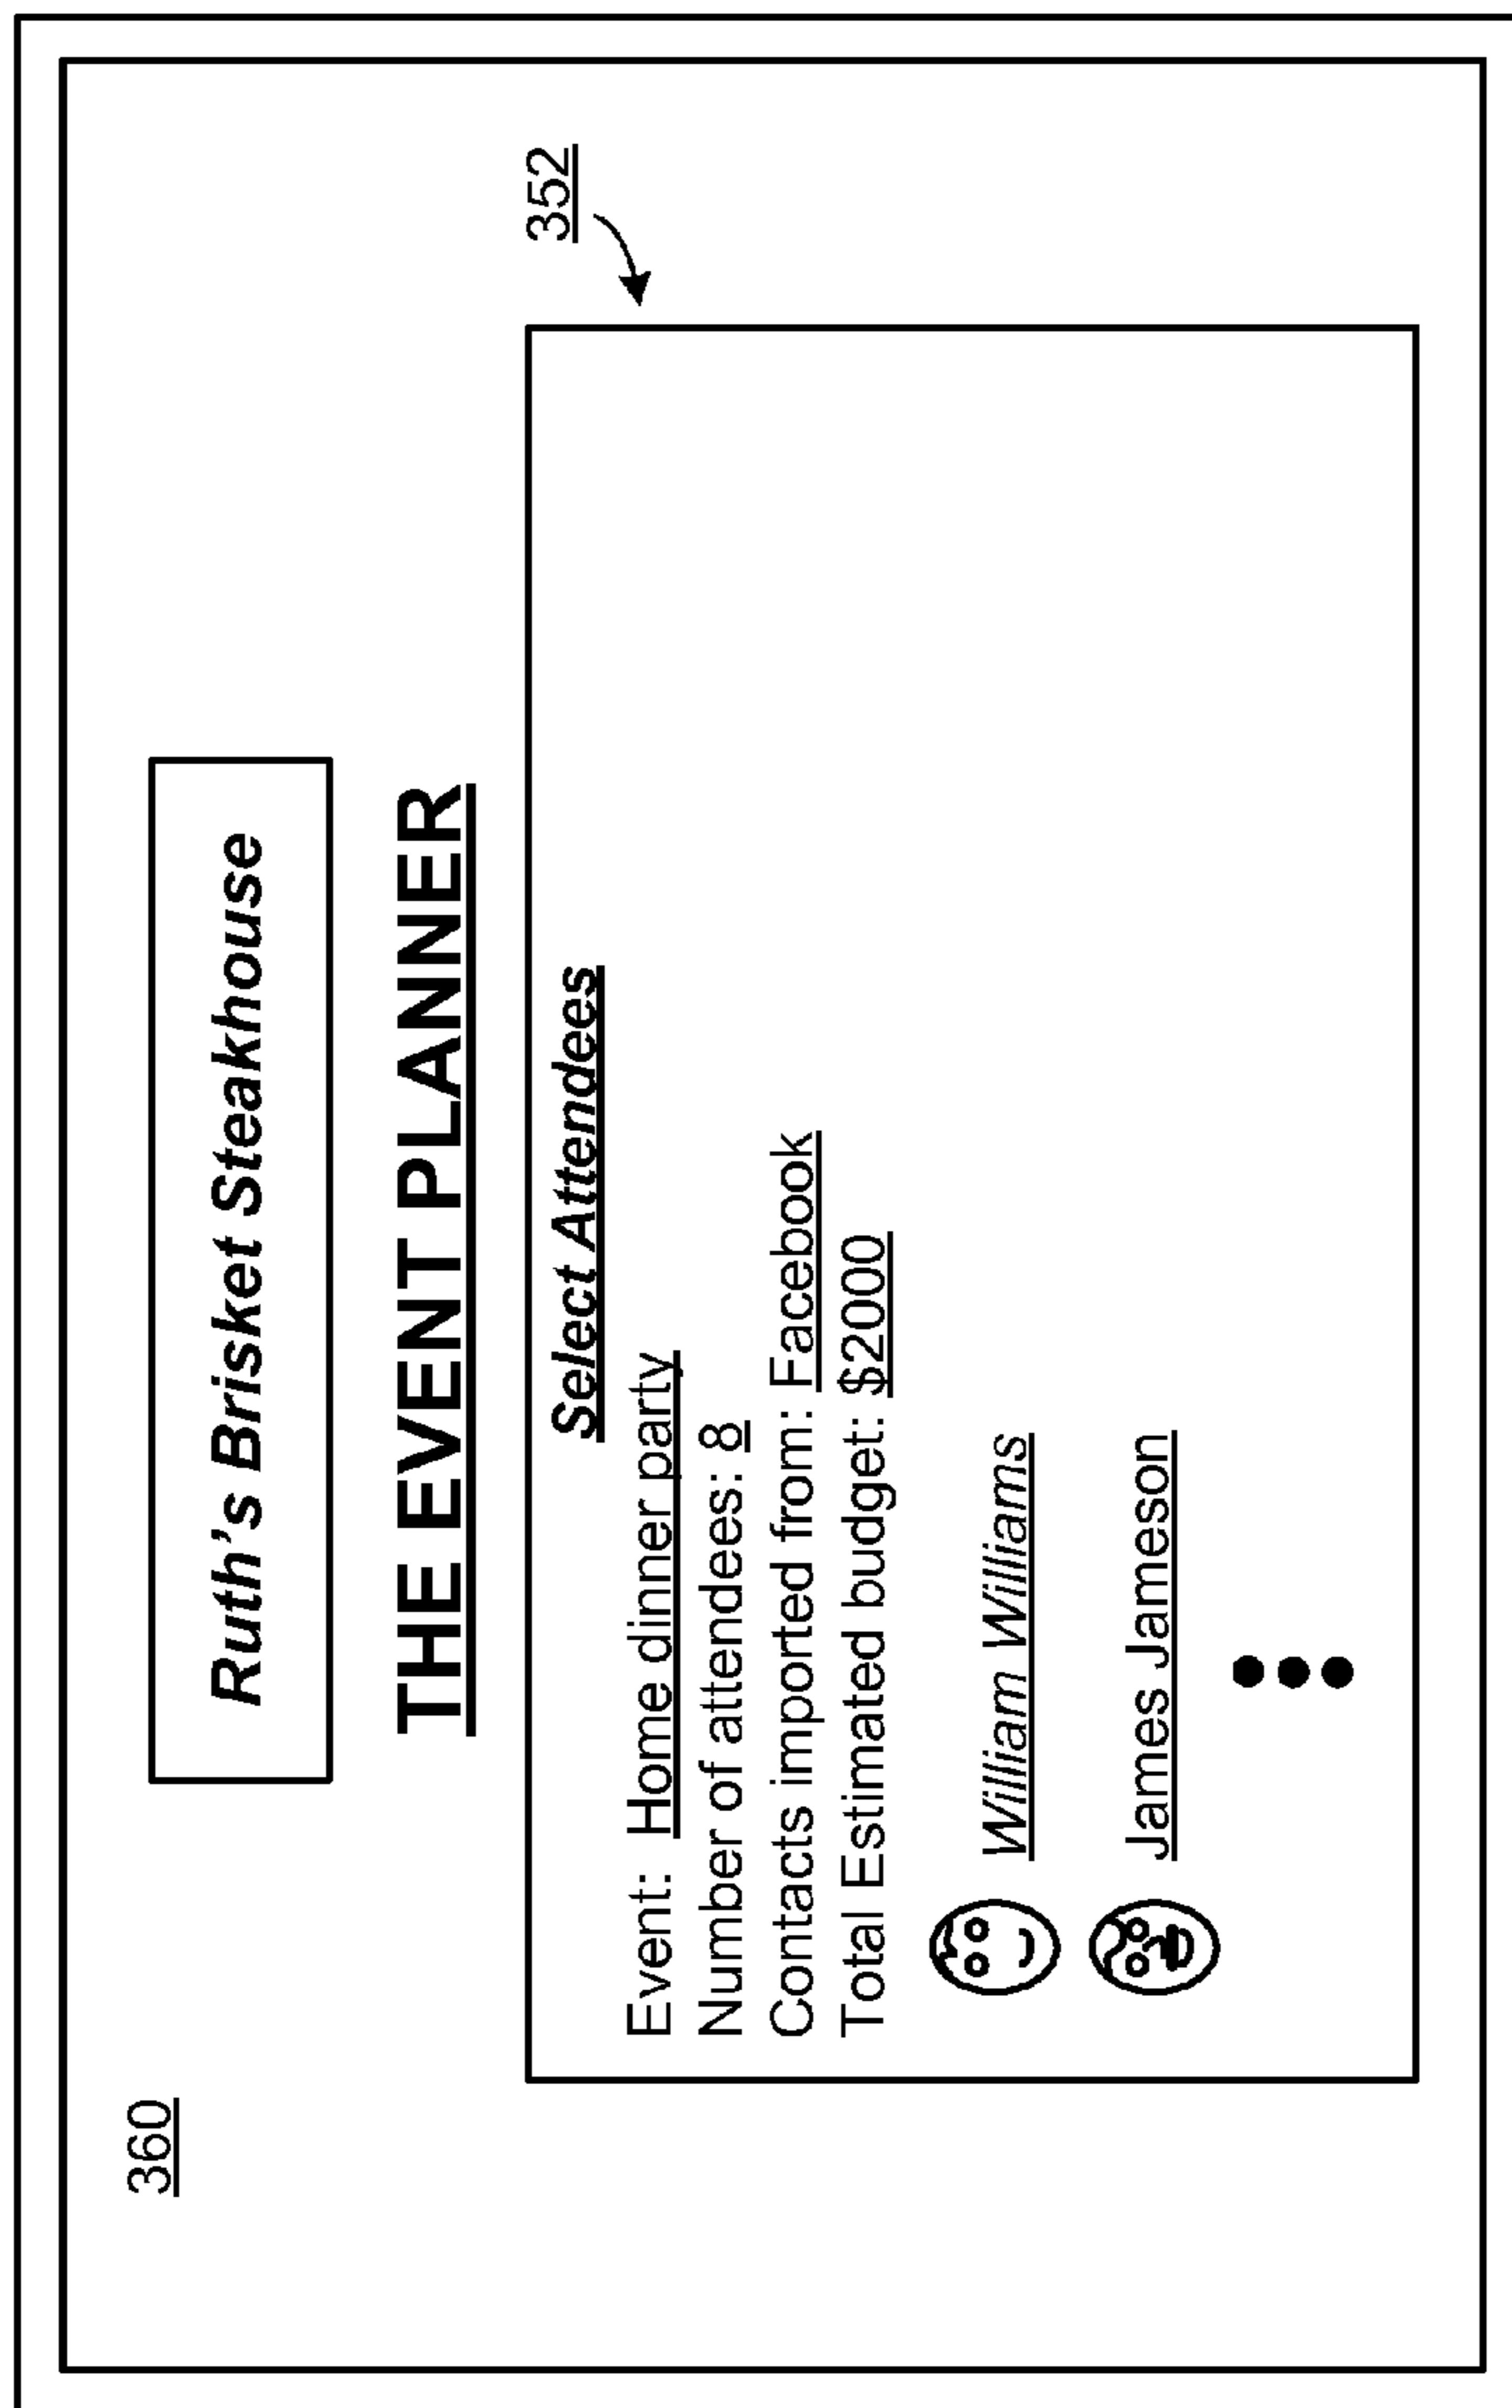 360
Ruth's Brisket Steakhouse
THE EVENT PLANNER
352
Select Attendees
Event: Home dinner party
Number of attendees: 8
Contacts imported from: Facebook
Total Estimated budget: $2000
William Williams
James Jameson